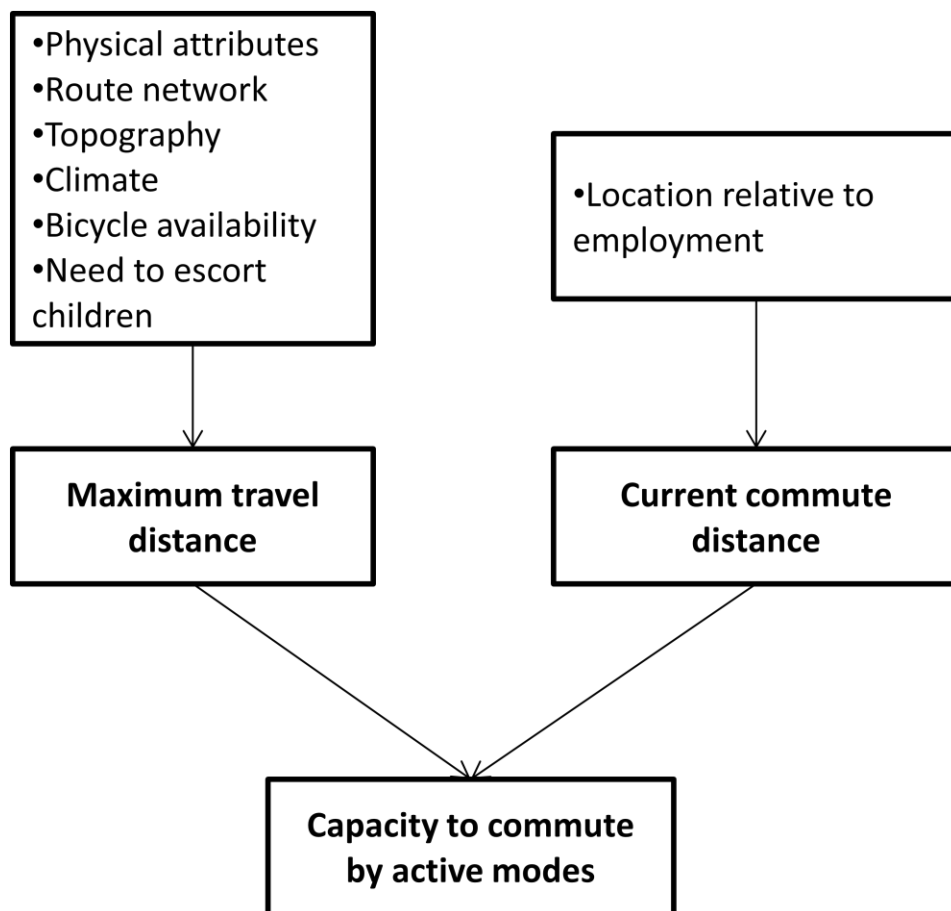 •Physical attributes
•Route network
•Topography
•Climate
•Bicycle availability
•Need to escort
children
•Location relative to
employment
Maximum travel
distance
Current commute
distance
Capacity to commute
by active modes